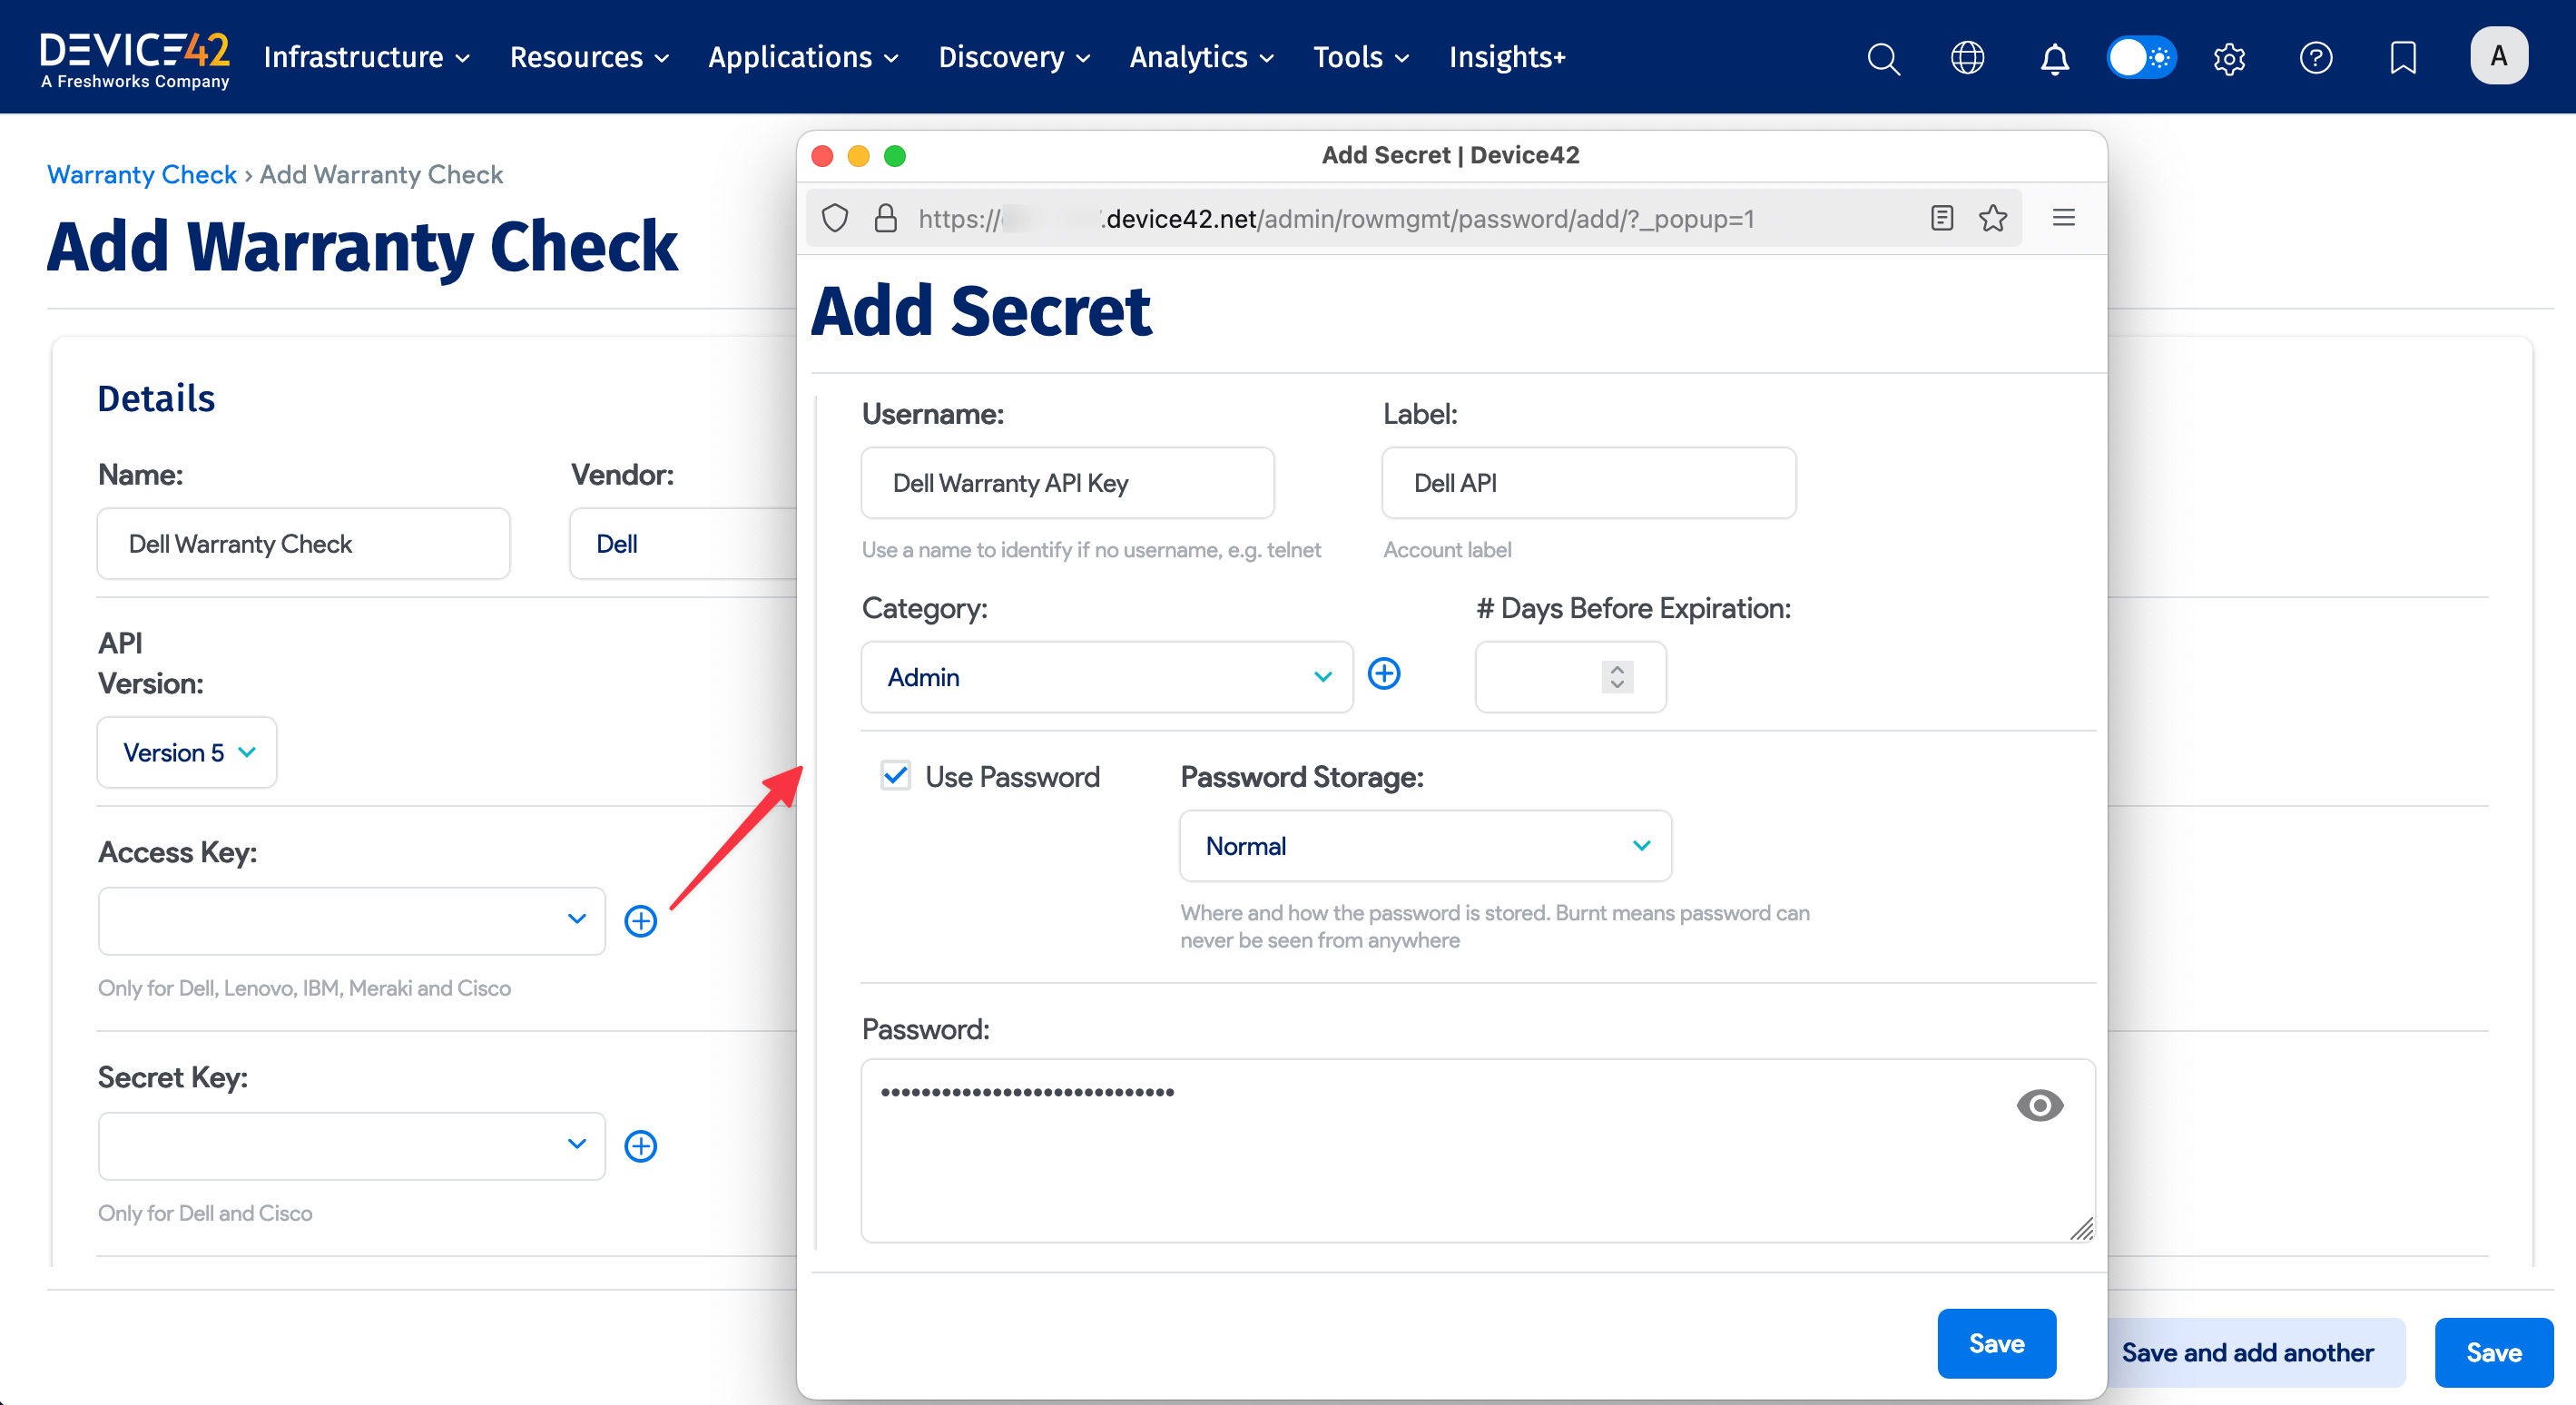 DEVICE42
A Freshworks Company
Infrastructure
Resources
Applications
Discovery
Analytics
Tools
Insights+
A
Warranty Check › Add Warranty Check
Add Warranty Check
Details
Name:
Vendor:
Dell Warranty Check
Dell
API
Version:
Version 5
Access Key:
Only for Dell, Lenovo, IBM, Meraki and Cisco
Secret Key:
Only for Dell and Cisco
Save and add another
Save
Add Secret | Device42
https:// .device42.net/admin/rowmgmt/password/add/?_popup=1
Add Secret
Username:
Label:
Dell Warranty API Key
Dell API
Use a name to identify if no username, e.g. telnet
Account label
Category:
# Days Before Expiration:
Admin
Use Password
Password Storage:
Normal
Where and how the password is stored. Burnt means password can
never be seen from anywhere
Password:
Save